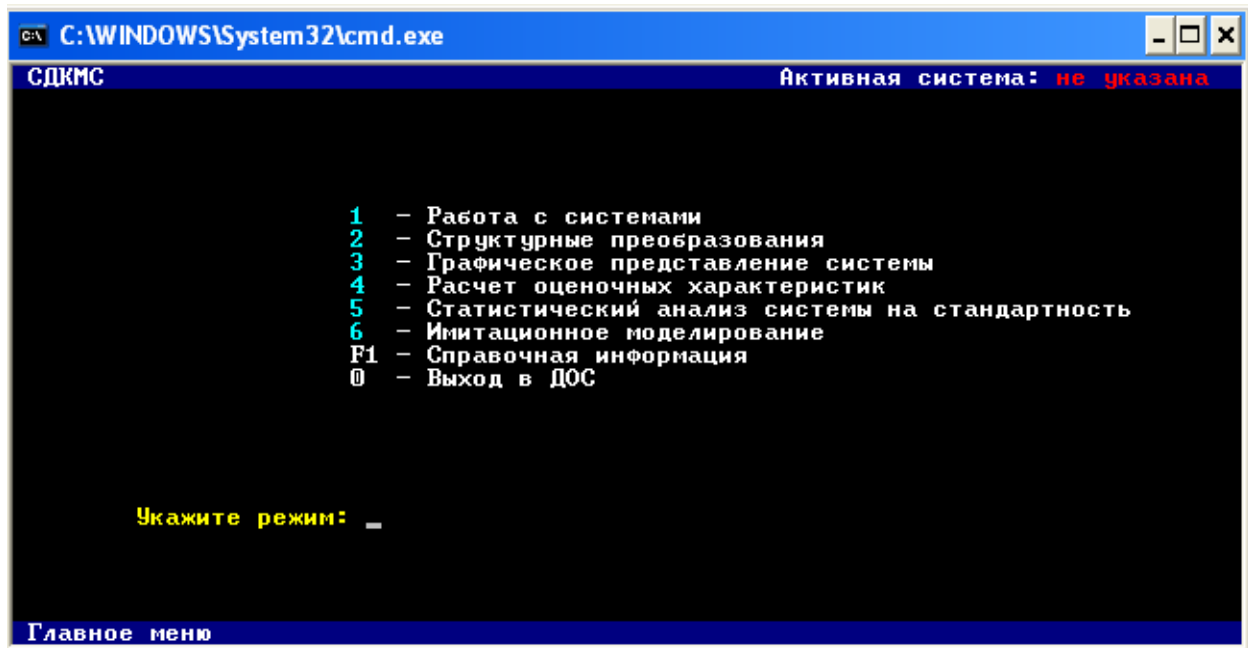 C:\WINDOWS\System32\cmd.exe
СДКМС Активная система: не указана
1 - Работа с системами
2 - Структурные преобразования
3 - Графическое представление системы
4 - Расчет оценочных характеристик
5 - Статистический анализ системы на стандартность
6 - Имитационное моделирование
F1 - Справочная информация
0 - Выход в ДОС
Укажите режим: _
Главное меню